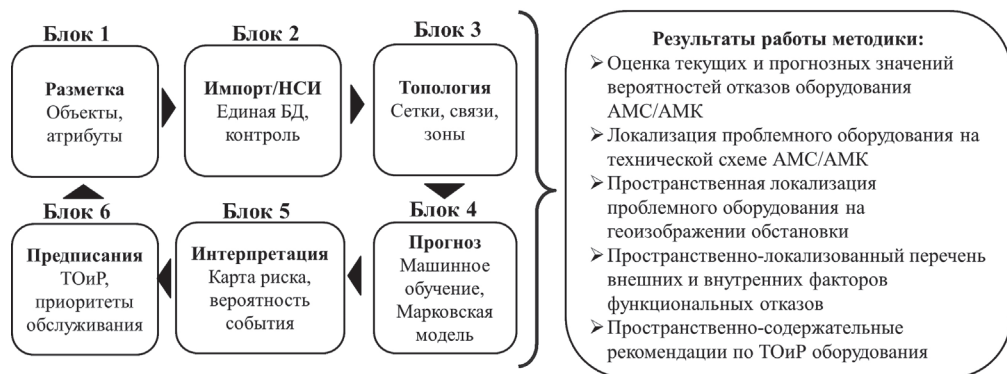 Блок 1
Разметка
Объекты,
атрибуты
Блок 2
Импорт/НСИ
Единая БД,
контроль
Блок 3
Топология
Сетки, связи,
зоны
Блок 6
Предписания
ТОиР,
приоритеты
обслуживания
Блок 5
Интерпретация
Карта риска,
вероятность
события
Блок 4
Прогноз
Машинное
обучение,
Марковская
модель
Результаты работы методики:
➢Оценка текущих и прогнозных значений
вероятностей отказов оборудования
АМС/АМК
➢Локализация проблемного оборудования на
технической схеме АМС/АМК
➢Пространственная локализация
проблемного оборудования на
геоизображении обстановки
➢Пространственно-локализованный перечень
внешних и внутренних факторов
функциональных отказов
➢Пространственно-содержательные
рекомендации по ТОиР оборудования